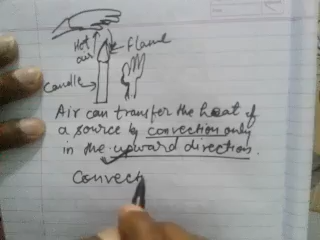 Hot
air
Flame
Candle
Air can transfer the heat of
a source by convection only
in the upward direction.
Convect